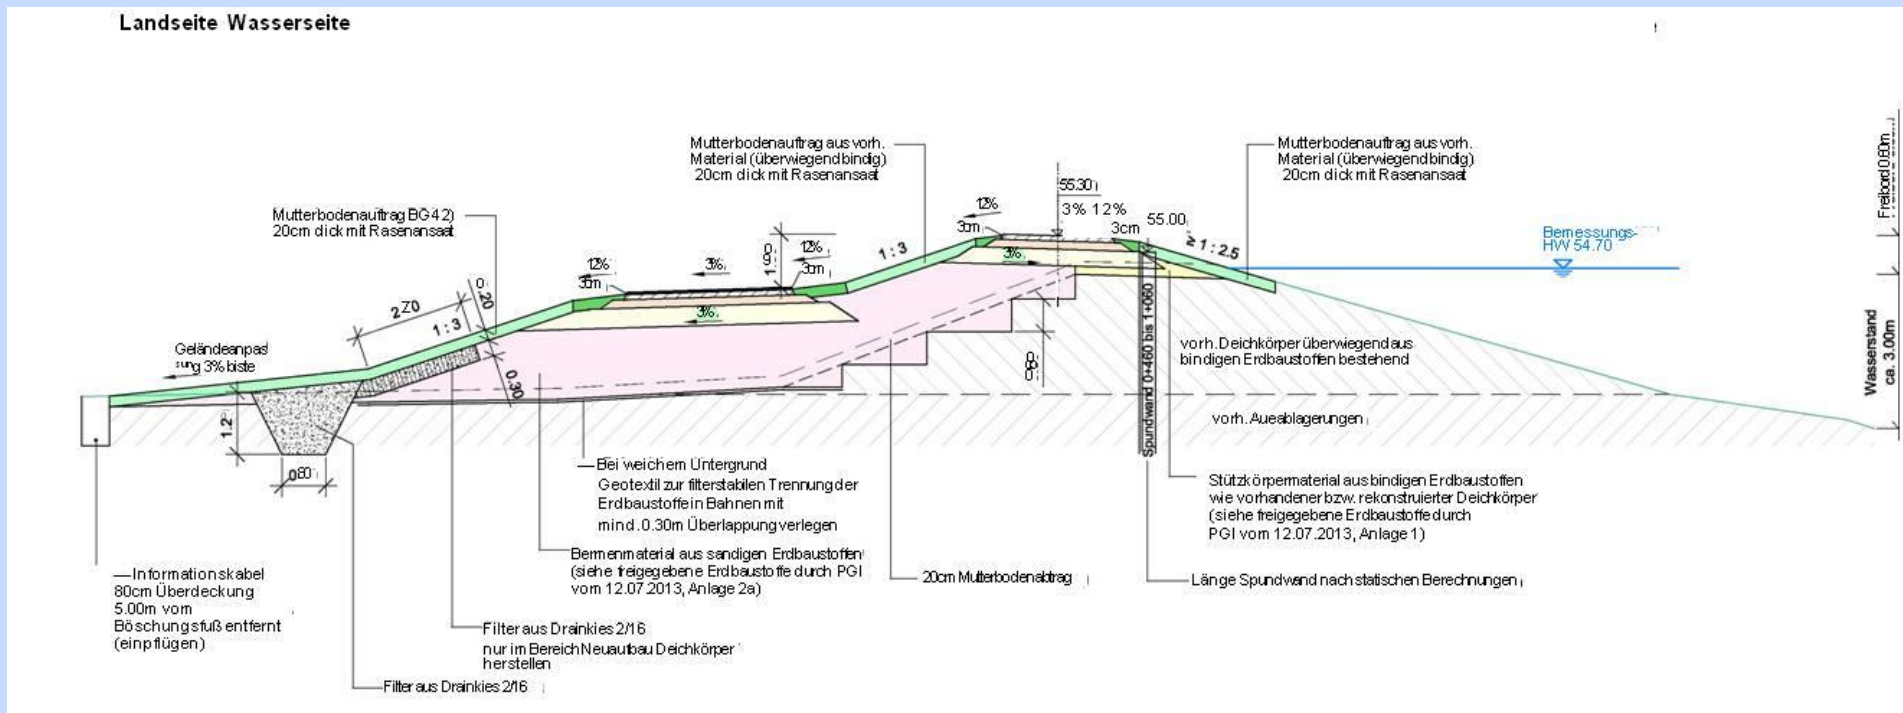 Landseite Wasserseite
Mutterbodenauftrag aus vorh.
Material (überwiegend bindig)
20cm dick mit Rasenansaat
Mutterbodenauftrag aus vorh.
Material (überwiegend bindig)
20cm dick mit Rasenansaat
Freibord 0.60m
55.30
12%
3% 12%
55.00
3cm
3cm
≥ 1 : 2.5
Bemessungs-
HW 54.70
Mutterbodenauftrag BG 4 2)
20cm dick mit Rasenansaat
12%
3%
12%
3cm
3cm
1 : 3
3%
3%
2.70
0.20
1 : 3
0.30
Geländeanpas
sung 3% biste
1.2
0.80
vorh. Deichkörper überwiegend aus
bindigen Erdbaustoffen bestehend
Wasserstand
ca. 3.00m
vorh. Aueablagerungen
Spundwand 0+460 bis 1+060
Bei weichem Untergrund
Geotextil zur filterstabilen Trennung der
Erdbaustoffe in Bahnen mit
mind. 0.30m Überlappung verlegen
Stützkörpermaterial aus bindigen Erdbaustoffen
wie vorhandener bzw. rekonstruierter Deichkörper
(siehe freigegebene Erdbaustoffe durch
PGI vom 12.07.2013, Anlage 1)
Bermenmaterial aus sandigen Erdbaustoffen
(siehe freigegebene Erdbaustoffe durch PGI
vom 12.07.2013, Anlage 2a)
20cm Mutterbodenabtrag
Länge Spundwand nach statischen Berechnungen
Informationskabel
80cm Überdeckung
5.00m vom
Böschungsfuß entfernt
(einpflügen)
Filter aus Drainkies 2/16
nur im Bereich Neuaufbau Deichkörper
herstellen
Filter aus Drainkies 2/16